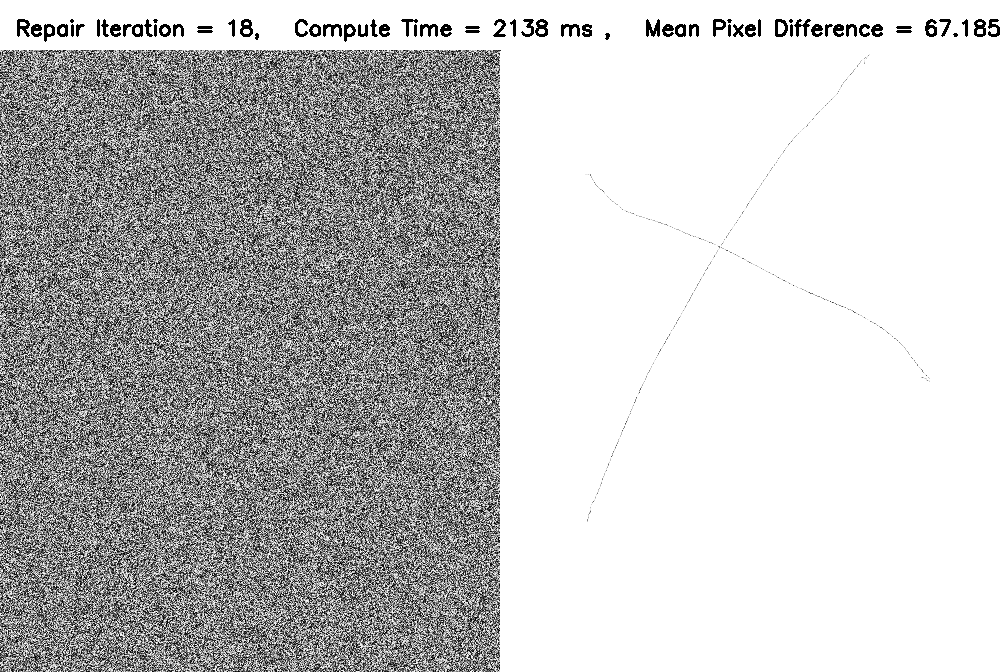 Repair Iteration = 18, Compute Time = 2138 ms , Mean Pixel Difference = 67.185